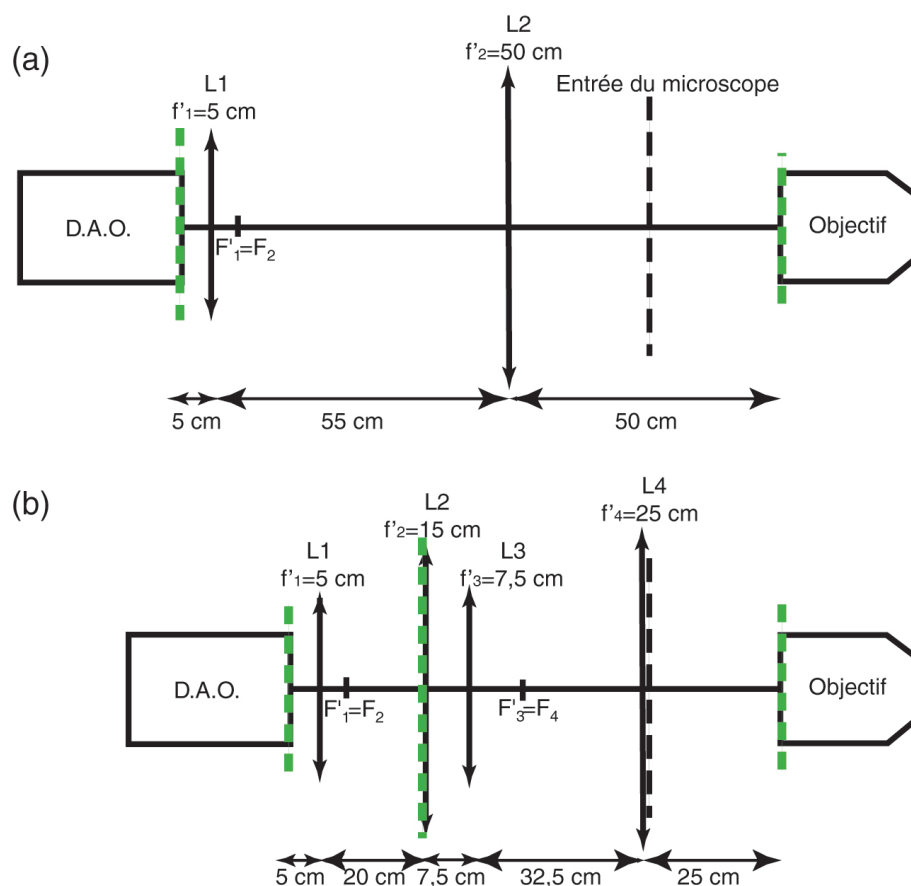 (a)
L1
f'1=5 cm
L2
f'2=50 cm
Entrée du microscope
D.A.O.
F'1=F2
Objectif
5 cm
55 cm
50 cm
(b)
L1
f'1=5 cm
L2
f'2=15 cm
L3
f'3=7,5 cm
L4
f'4=25 cm
D.A.O.
F'1=F2
F'3=F4
Objectif
5 cm
20 cm
7,5 cm
32,5 cm
25 cm